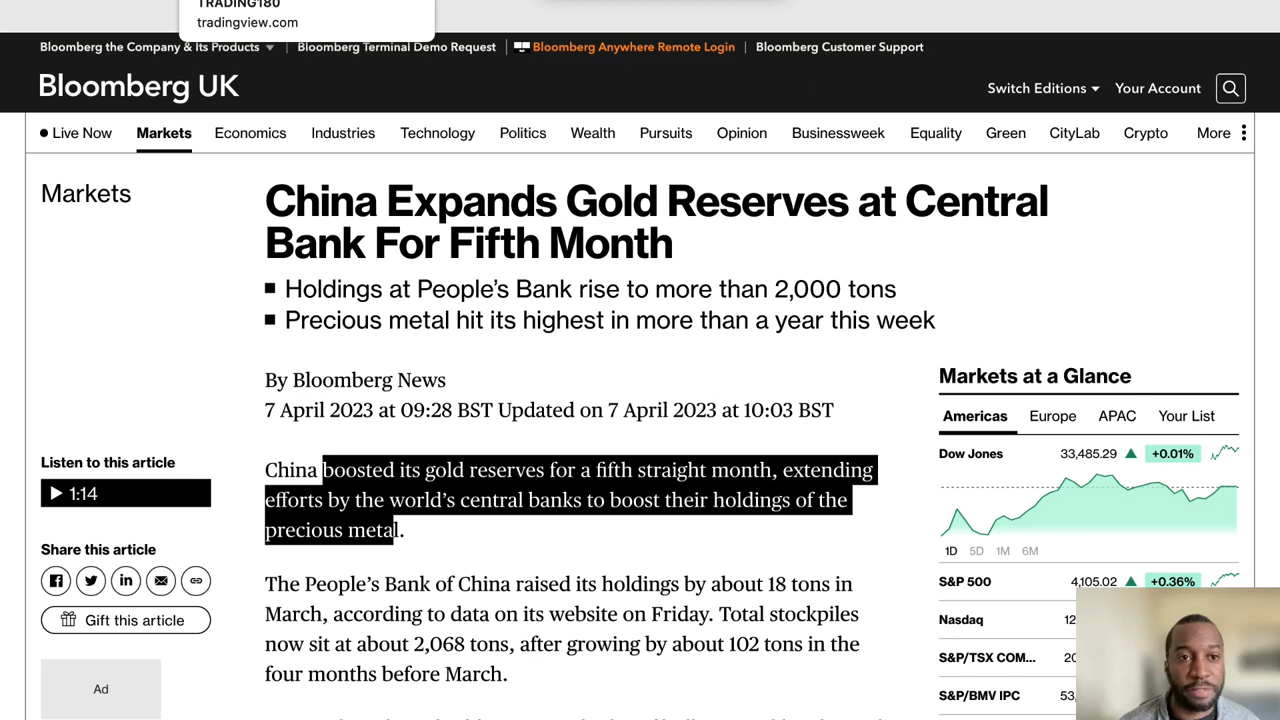 TRADING180
tradingview.com
Bloomberg the Company & Its Products
Bloomberg Terminal Demo Request
Bloomberg Anywhere Remote Login
Bloomberg Customer Support
Bloomberg UK
Switch Editions
Your Account
Live Now
Markets
Economics
Industries
Technology
Politics
Wealth
Pursuits
Opinion
Businessweek
Equality
Green
CityLab
Crypto
More
Markets
China Expands Gold Reserves at Central
Bank For Fifth Month
Holdings at People’s Bank rise to more than 2,000 tons
Precious metal hit its highest in more than a year this week
By Bloomberg News
7 April 2023 at 09:28 BST Updated on 7 April 2023 at 10:03 BST
Listen to this article
1:14
Share this article
Gift this article
Ad
China boosted its gold reserves for a fifth straight month, extending
efforts by the world’s central banks to boost their holdings of the
precious metal.
The People’s Bank of China raised its holdings by about 18 tons in
March, according to data on its website on Friday. Total stockpiles
now sit at about 2,068 tons, after growing by about 102 tons in the
four months before March.
Markets at a Glance
Americas
Europe
APAC
Your List
Dow Jones 33,485.29 +0.01%
1D 5D 1M 6M
S&P 500 4,105.02 +0.36%
Nasdaq 12
S&P/TSX COM... 20
S&P/BMV IPC 53,